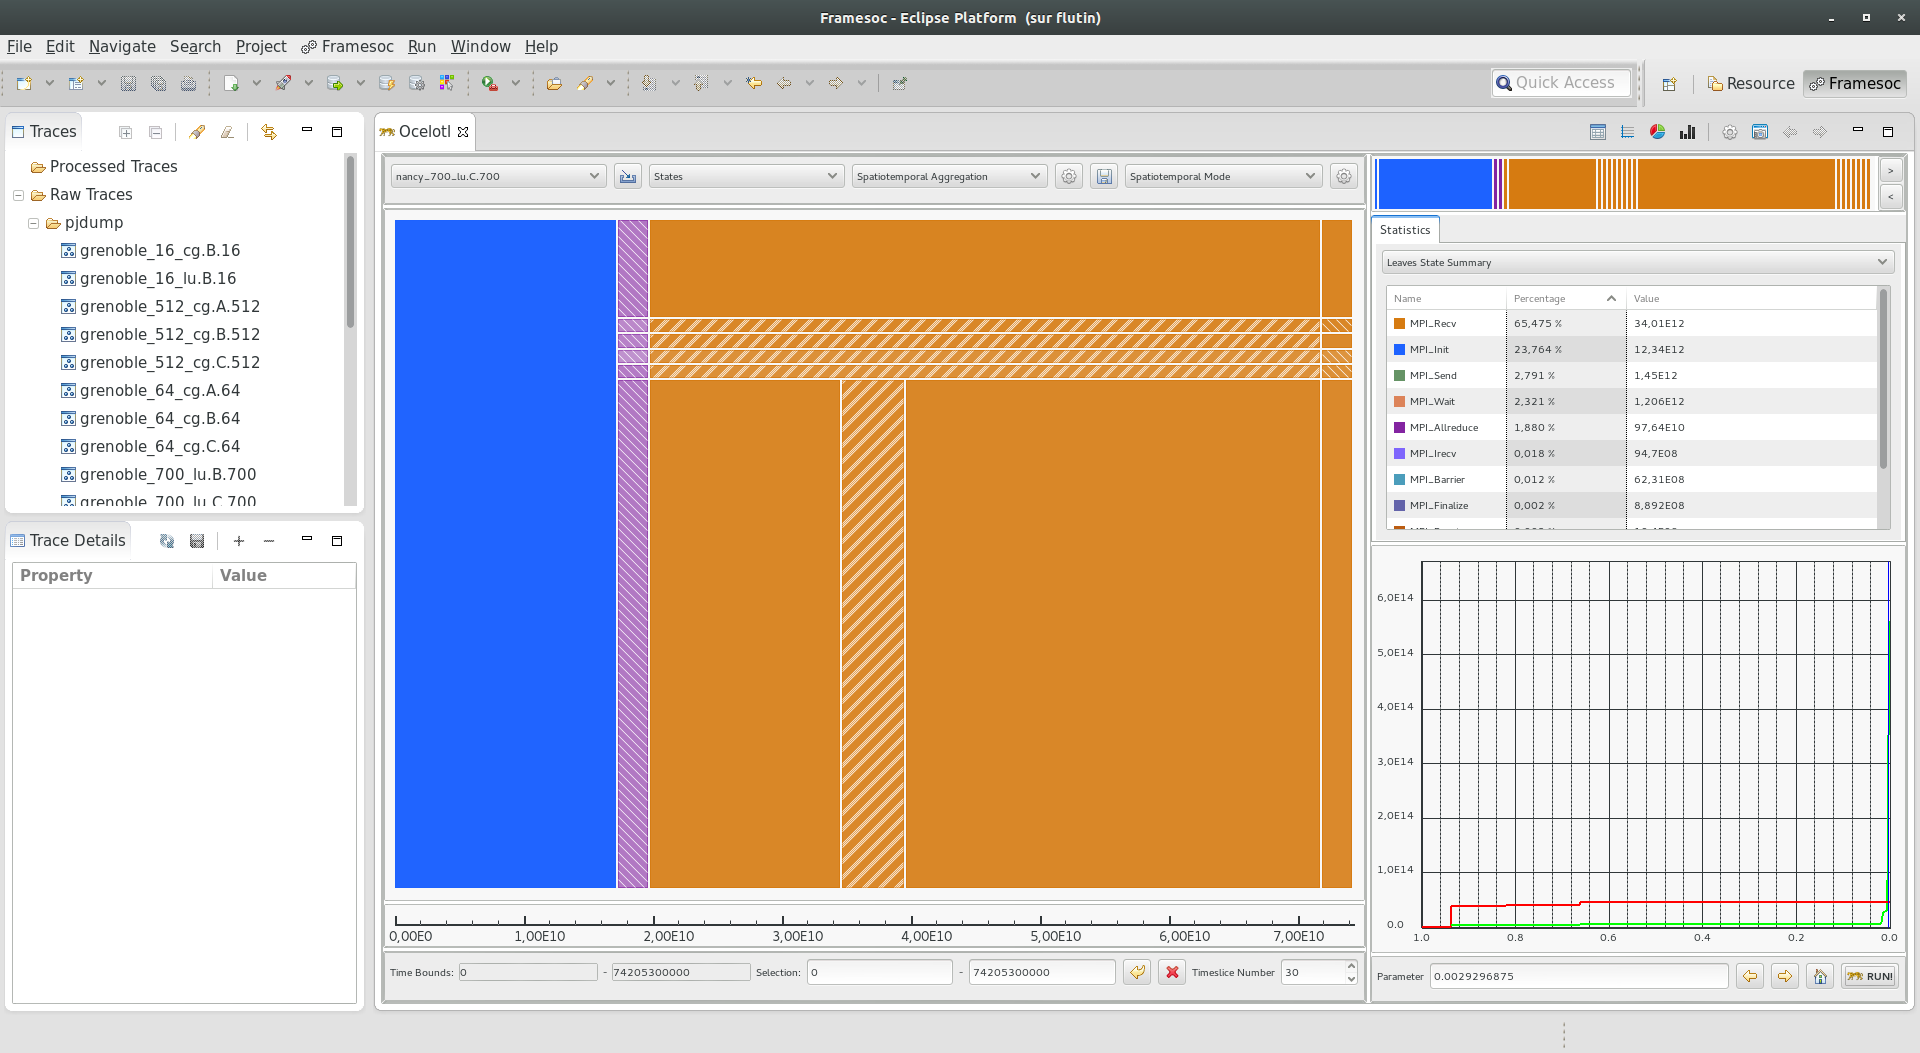 Framesoc - Eclipse Platform  (sur flutin)
File Edit Navigate Search Project Framesoc Run Window Help
Quick Access
Resource
Framesoc
Traces
Processed Traces
Raw Traces
pjdump
grenoble_16_cg.B.16
grenoble_16_lu.B.16
grenoble_512_cg.A.512
grenoble_512_cg.B.512
grenoble_512_cg.C.512
grenoble_64_cg.A.64
grenoble_64_cg.B.64
grenoble_64_cg.C.64
grenoble_700_lu.B.700
grenoble_700_lu.C.700
Trace Details
Property Value
Ocelotl
nancy_700_lu.C.700 States Spatiotemporal Aggregation Spatiotemporal Mode
0,00E0 1,00E10 2,00E10 3,00E10 4,00E10 5,00E10 6,00E10 7,00E10
Time Bounds: 0 - 74205300000 Selection: 0 - 74205300000 Timeslice Number 30
>
<
Statistics
Leaves State Summary
Name Percentage Value
MPI_Recv 65,475 % 34,01E12
MPI_Init 23,764 % 12,34E12
MPI_Send 2,791 % 1,45E12
MPI_Wait 2,321 % 1,206E12
MPI_Allreduce 1,880 % 97,64E10
MPI_Irecv 0,018 % 94,7E08
MPI_Barrier 0,012 % 62,31E08
MPI_Finalize 0,002 % 8,892E08
6,0E14
5,0E14
4,0E14
3,0E14
2,0E14
1,0E14
0.0
1.0 0.8 0.6 0.4 0.2 0.0
Parameter 0.0029296875 RUN!